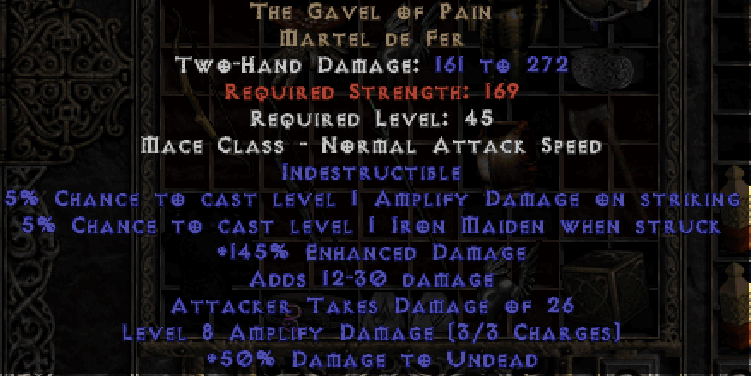 The Gavel of Pain
Martel de Fer
Two-Hand Damage: 161 to 272
Required Strength: 169
Required Level: 45
Mace Class - Normal Attack Speed
Indestructible
5% Chance to cast level 1 Amplify Damage on striking
5% Chance to cast level 1 Iron Maiden when struck
+145% Enhanced Damage
Adds 12-30 damage
Attacker Takes Damage of 26
Level 8 Amplify Damage (3/3 Charges)
+50% Damage to Undead